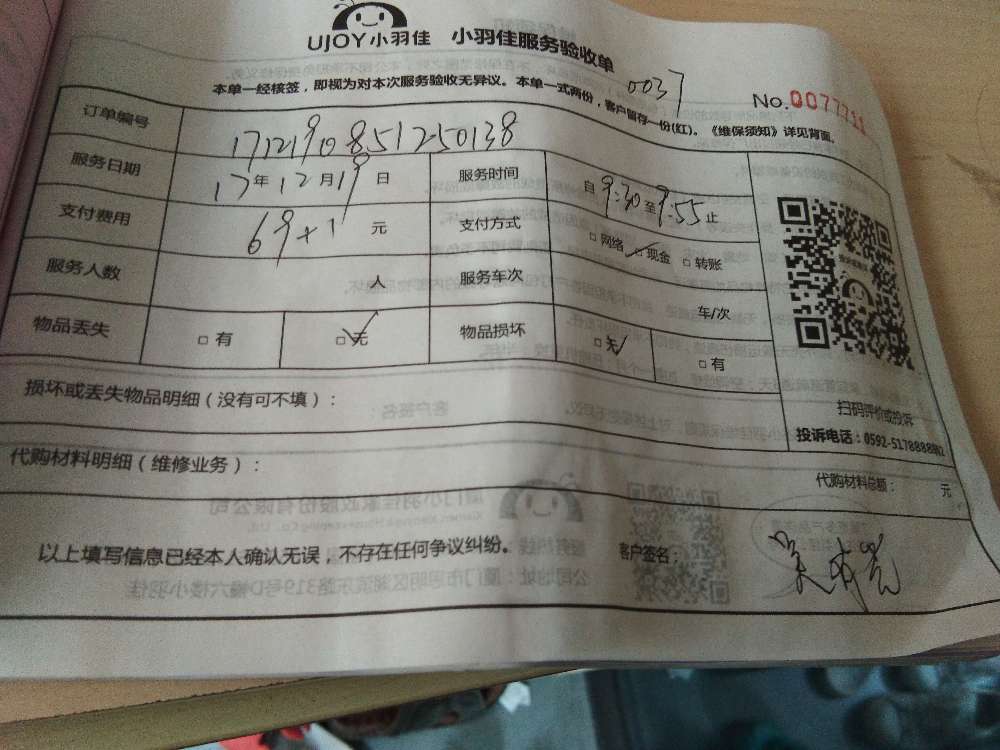 UJOY小羽佳 小羽佳服务验收单
0037
No.0077711
本单一经核签，即视为对本次服务验收无异议。本单一式两份，客户留存一份(红)。《维保须知》详见背面。
订单编号 1712190851250138
服务日期 17年12月19日 服务时间 自9:30至9:55止
支付费用 69+1 元 支付方式 □网络 ☑现金 □转账
服务人数 人 服务车次 车/次
物品丢失 □有 ☑无 物品损坏 ☑无 □有
损坏或丢失物品明细（没有可不填）：
扫码评价或投诉
投诉电话：0592-5178888转2
代购材料明细（维修业务）：
代购材料总额： 元
以上填写信息已经本人确认无误，不存在任何争议纠纷。 客户签名：